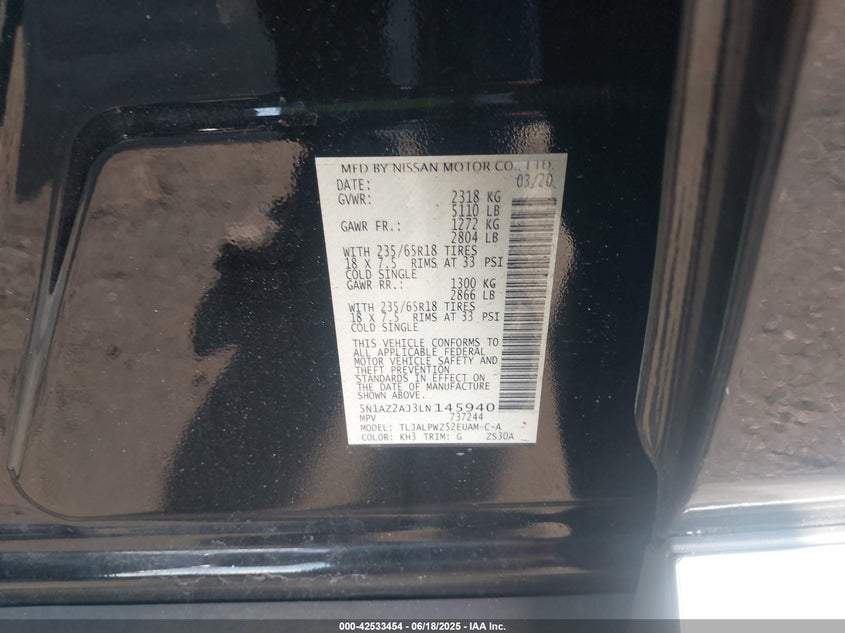 MFD BY NISSAN MOTOR CO., LTD.
DATE: 03/20
GVWR: 2318 KG
5110 LB
GAWR FR.: 1272 KG
2804 LB
WITH 235/65R18 TIRES
18 X 7.5 RIMS AT 33 PSI
COLD SINGLE
GAWR RR.: 1300 KG
2866 LB
WITH 235/65R18 TIRES
18 X 7.5 RIMS AT 33 PSI
COLD SINGLE
THIS VEHICLE CONFORMS TO
ALL APPLICABLE FEDERAL
MOTOR VEHICLE SAFETY AND
THEFT PREVENTION
STANDARDS IN EFFECT ON
THE DATE OF MANUFACTURE
SHOWN ABOVE.
5N1AZ2AJ3LN145940
MPV 737244
MODEL: TLJALPWZ52EUAM-C-A
COLOR: KH3 TRIM: G ZS30A
000-42533454 - 06/18/2025 - IAA Inc.